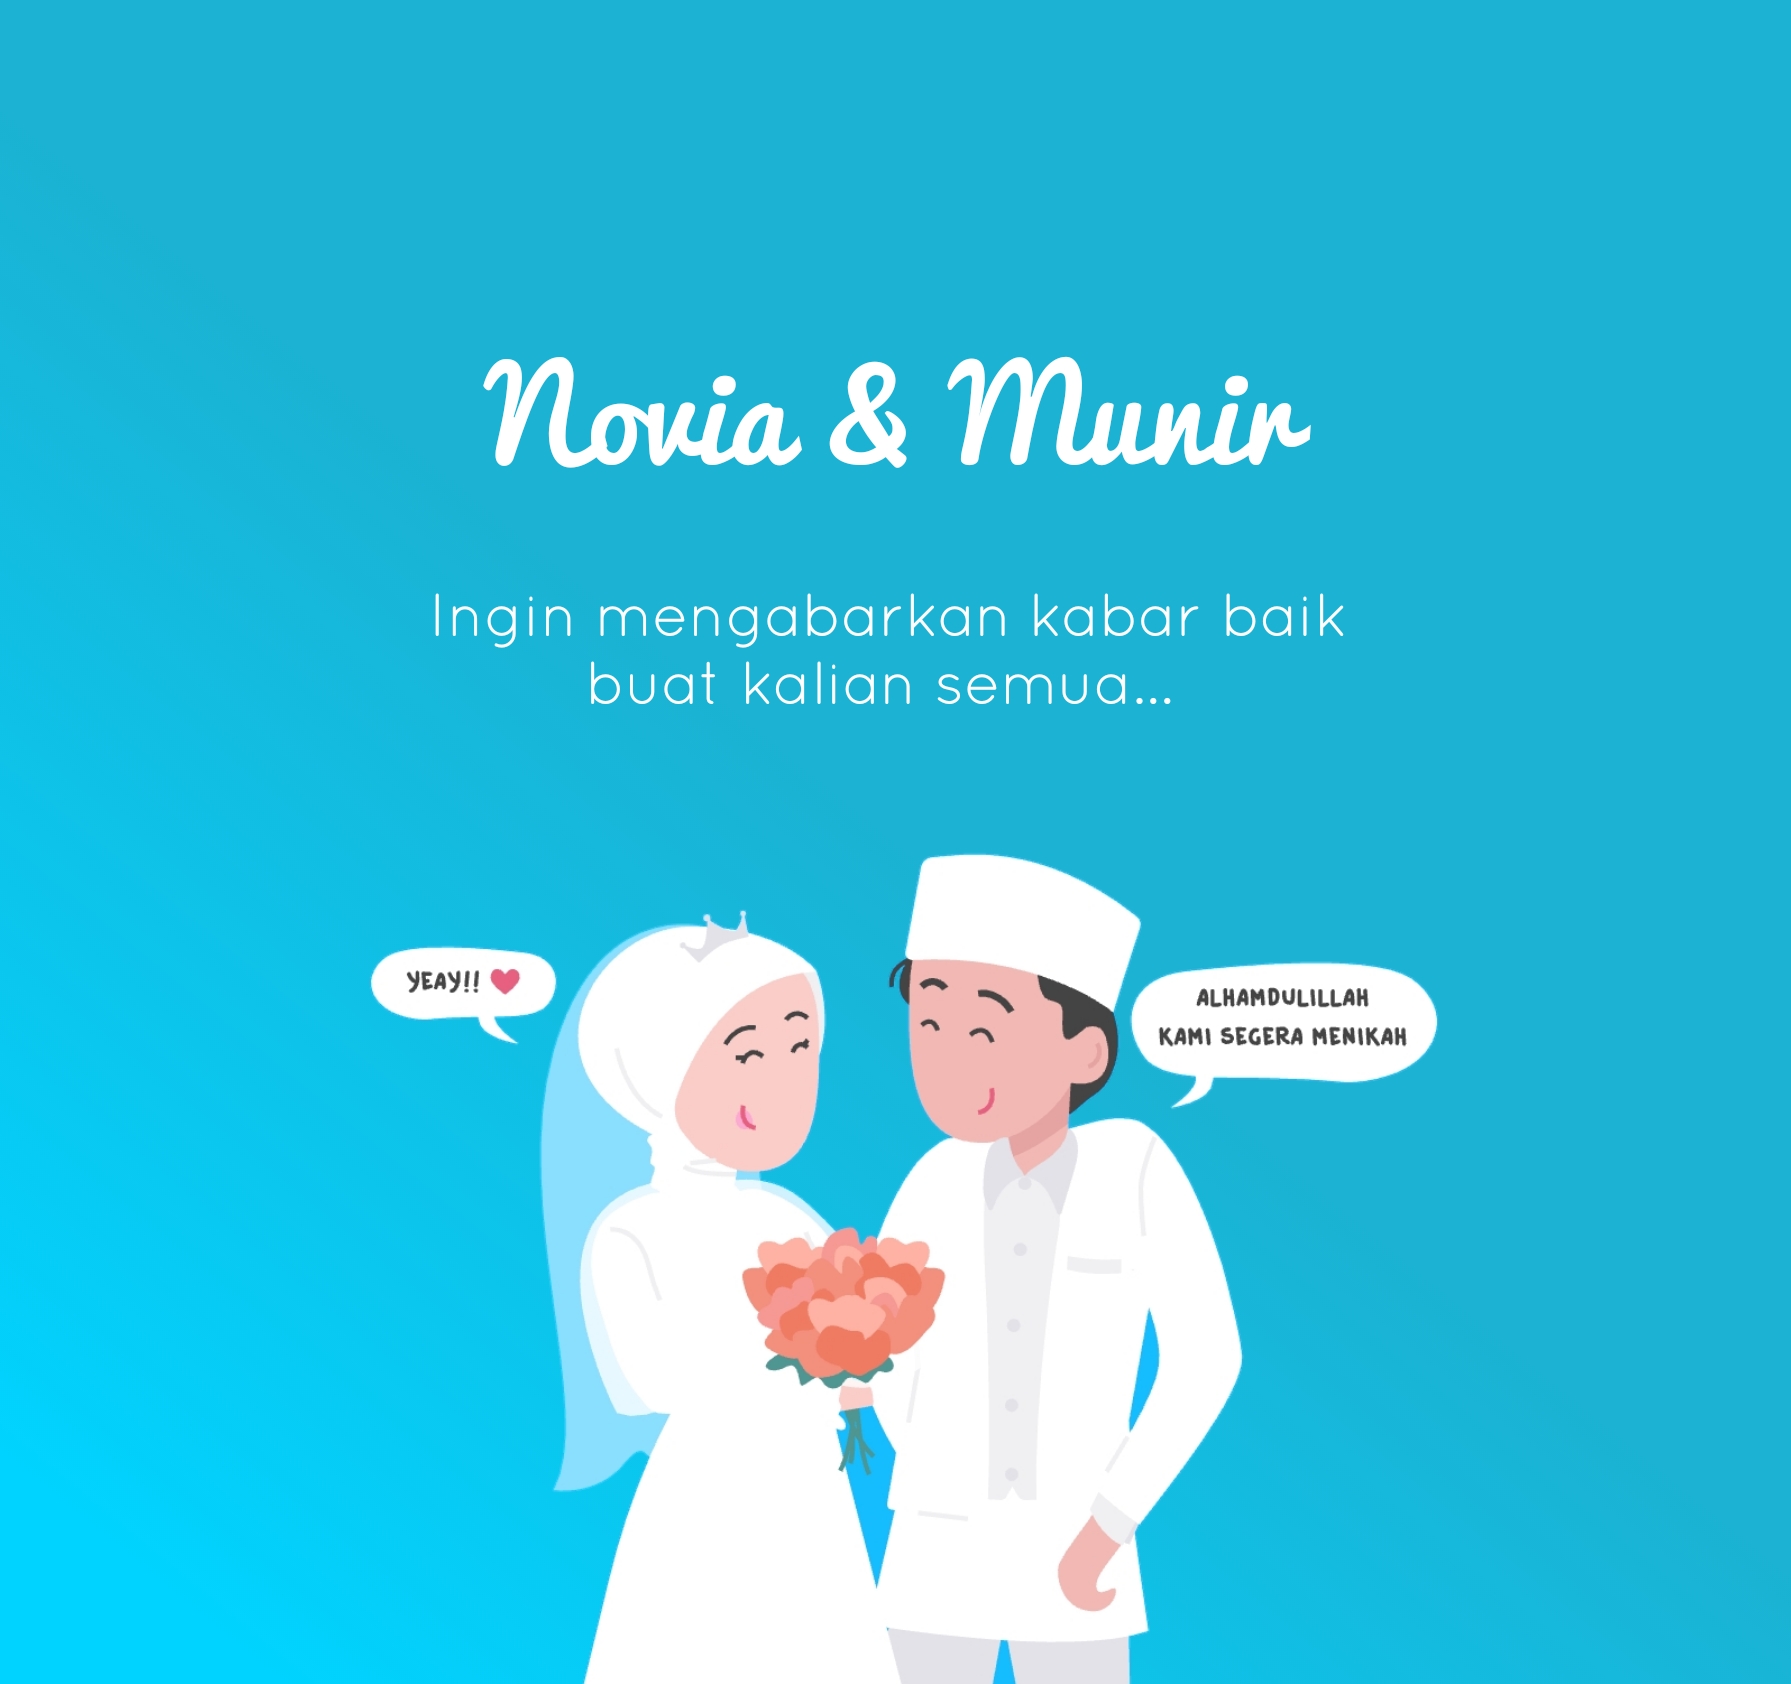 Novia & Munir
Ingin mengabarkan kabar baik
buat kalian semua...
YEAY!!
ALHAMDULILLAH
KAMI SEGERA MENIKAH